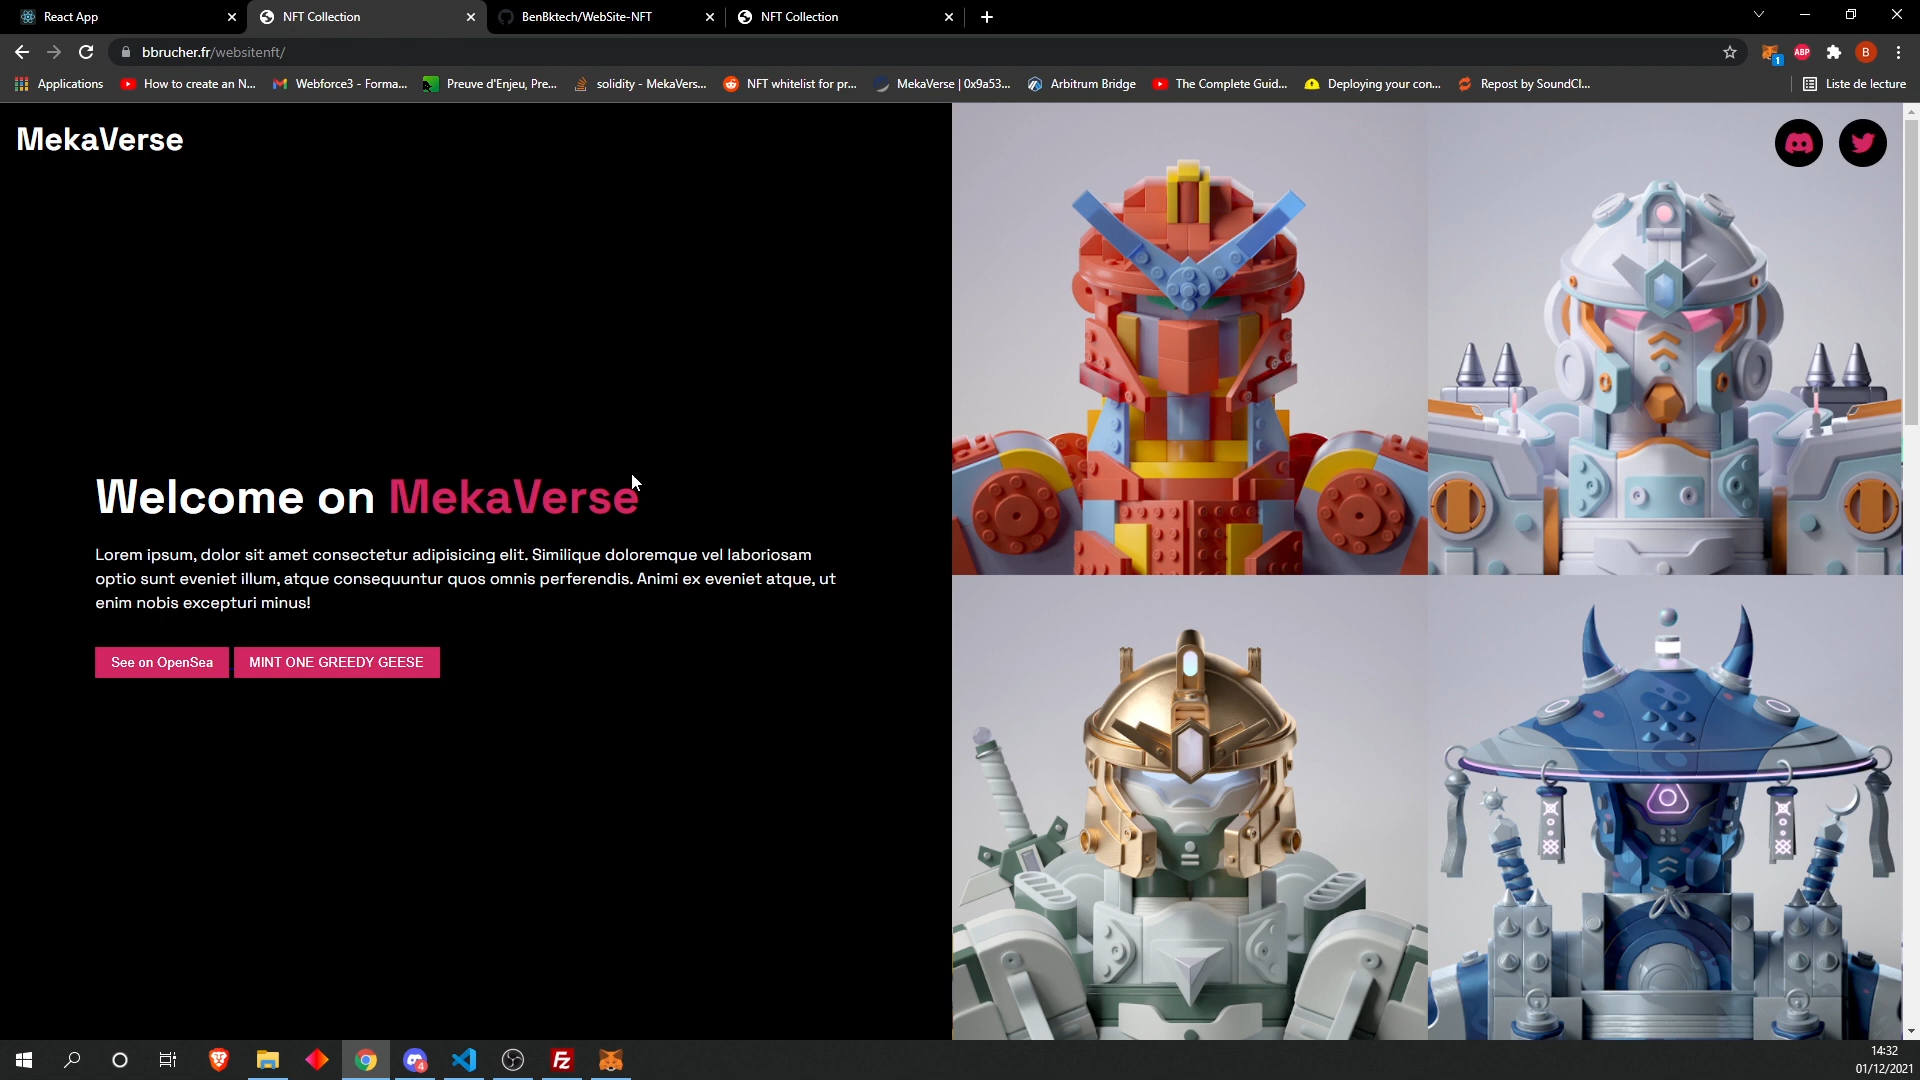 React App
NFT Collection
BenBktech/WebSite-NFT
NFT Collection
bbrucher.fr/websitenft/
ABP
1
B
Applications
How to create an N...
Webforce3 - Forma...
Preuve d'Enjeu, Pre...
solidity - MekaVers...
NFT whitelist for pr...
MekaVerse | 0x9a53...
Arbitrum Bridge
The Complete Guid...
Deploying your con...
Repost by SoundCl...
Liste de lecture
MekaVerse
Welcome on MekaVerse
Lorem ipsum, dolor sit amet consectetur adipisicing elit. Similique doloremque vel laboriosam
optio sunt eveniet illum, atque consequuntur quos omnis perferendis. Animi ex eveniet atque, ut
enim nobis excepturi minus!
See on OpenSea
MINT ONE GREEDY GEESE
4
Fz
14:32
01/12/2021